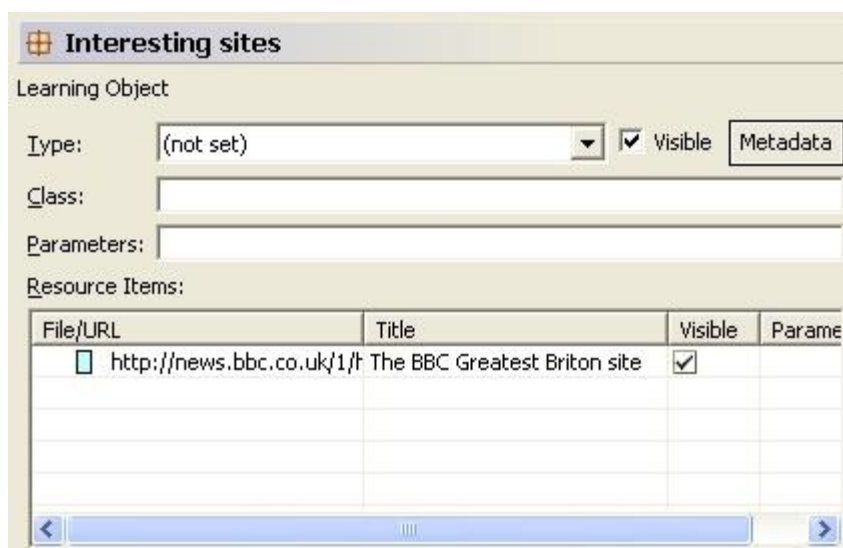 Interesting sites
Learning Object
Type: (not set) Visible Metadata
Class:
Parameters:
Resource Items:
File/URL Title Visible Parame
http://news.bbc.co.uk/1/h The BBC Greatest Briton site